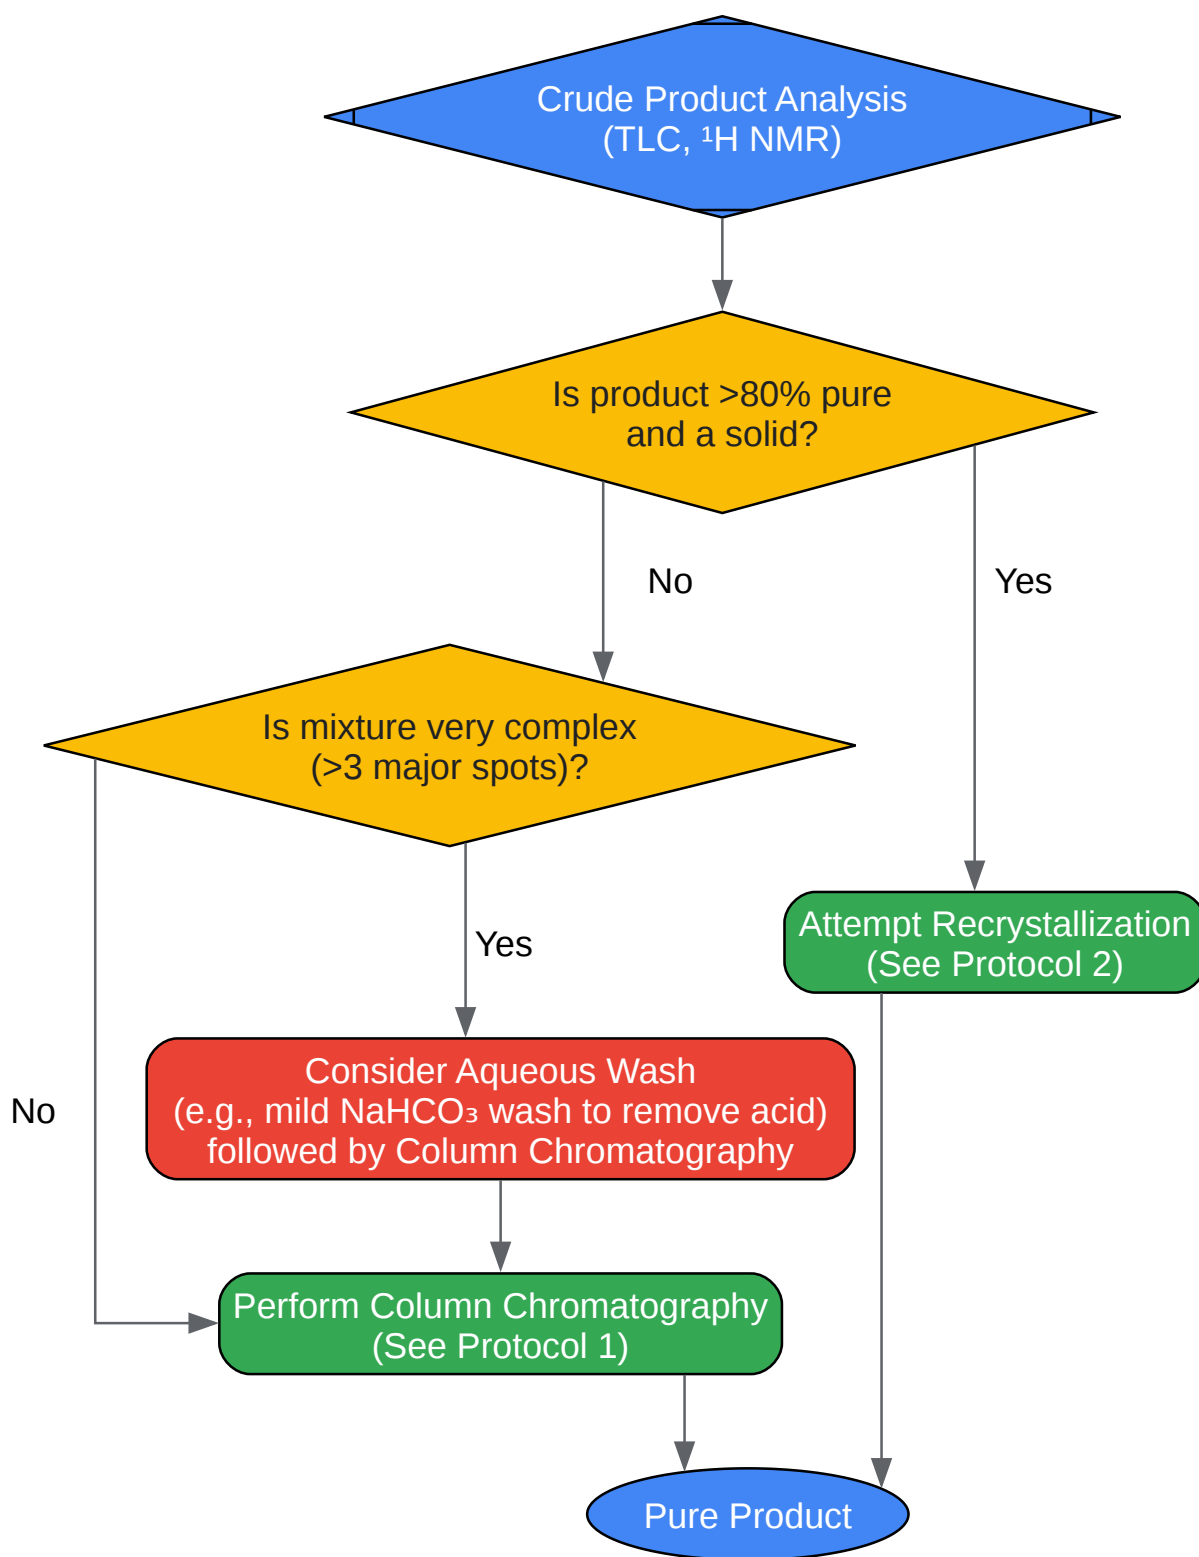 Crude Product Analysis
(TLC, ¹H NMR)
Is product >80% pure
and a solid?
No
Yes
Is mixture very complex
(>3 major spots)?
Attempt Recrystallization
(See Protocol 2)
Yes
Consider Aqueous Wash
(e.g., mild NaHCO₃ wash to remove acid)
followed by Column Chromatography
No
Perform Column Chromatography
(See Protocol 1)
Pure Product